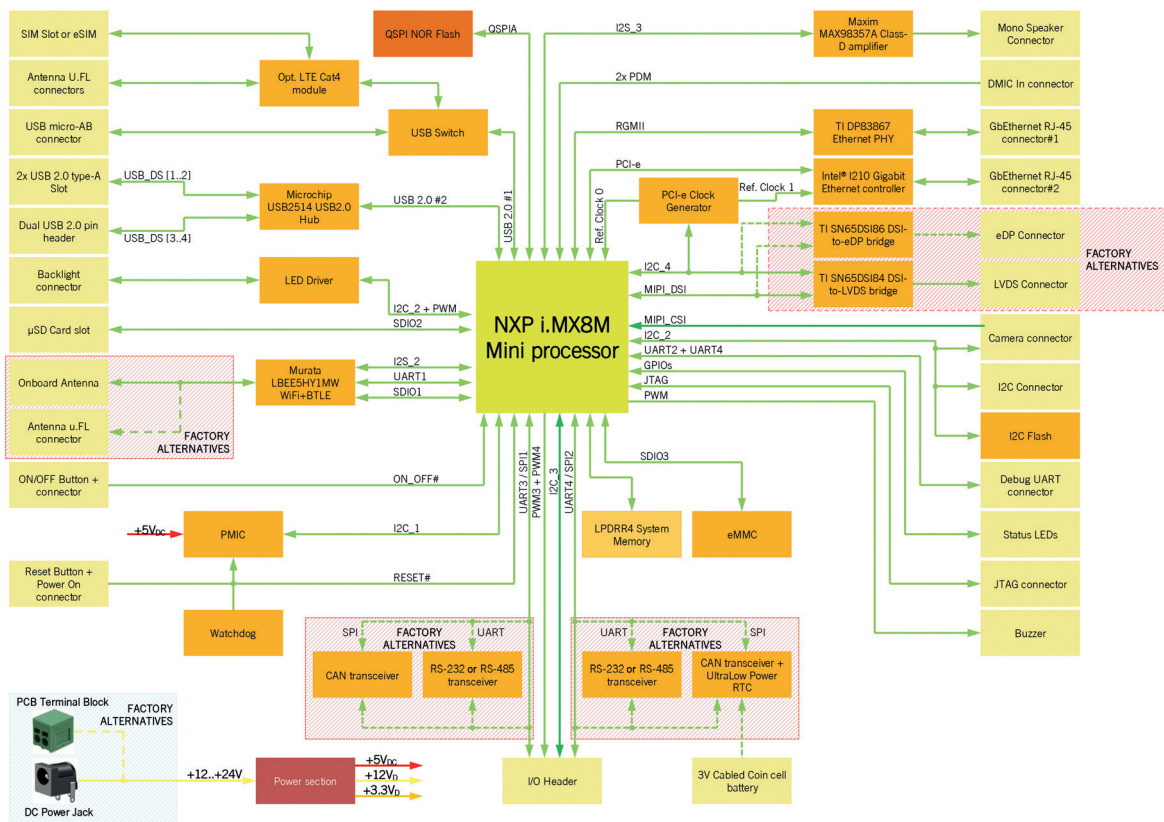 SIM Slot or eSIM
Antenna U.FL
connectors
USB micro-AB
connector
2x USB 2.0 type-A
Slot
Dual USB 2.0 pin
header
Backlight
connector
µSD Card slot
Onboard Antenna
Antenna u.FL
connector
FACTORY
ALTERNATIVES
ON/OFF Button +
connector
Reset Button +
Power On
connector
Opt. LTE Cat4
module
USB Switch
USB_DS [1..2]
USB_DS [3..4]
Microchip
USB2514 USB2.0
Hub
USB 2.0 #2
USB 2.0 #1
LED Driver
I2C_2 + PWM
SDIO2
Murata
LBEE5HY1MW
WiFi+BTLE
I2S_2
UART1
SDIO1
ON_OFF#
+5VDC
PMIC
I2C_1
RESET#
Watchdog
QSPI NOR Flash
QSPIA
NXP i.MX8M
Mini processor
I2S_3
2x PDM
RGMII
PCI-e
Ref. Clock 0
PCI-e Clock
Generator
Ref. Clock 1
I2C_4
MIPI_DSI
MIPI_CSI
I2C_2
UART2 + UART4
GPIOs
JTAG
PWM
Maxim
MAX98357A Class-
D amplifier
TI DP83867
Ethernet PHY
Intel® I210 Gigabit
Ethernet controller
TI SN65DSI86 DSI-
to-eDP bridge
TI SN65DSI84 DSI-
to-LVDS bridge
Mono Speaker
Connector
DMIC In connector
GbEthernet RJ-45
connector#1
GbEthernet RJ-45
connector#2
eDP Connector
LVDS Connector
FACTORY
ALTERNATIVES
Camera connector
I2C Connector
I2C Flash
Debug UART
connector
Status LEDs
JTAG connector
Buzzer
UART3 / SPI1
PWM3 + PWM4
I2C_3
UART4 / SPI2
SDIO3
LPDRR4 System
Memory
eMMC
SPI
FACTORY
ALTERNATIVES
UART
CAN transceiver
RS-232 or RS-485
transceiver
UART
FACTORY
ALTERNATIVES
SPI
RS-232 or RS-485
transceiver
CAN transceiver +
UltraLow Power
RTC
I/O Header
3V Cabled Coin cell
battery
PCB Terminal Block
FACTORY
ALTERNATIVES
DC Power Jack
+12..+24V
Power section
+5VDC
+12VD
+3.3VD